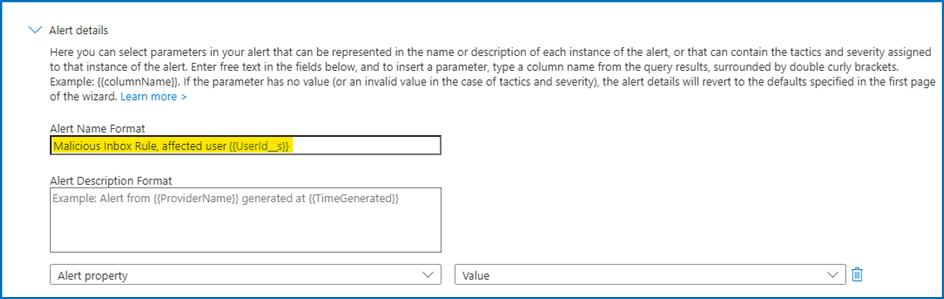 Alert details
Here you can select parameters in your alert that can be represented in the name or description of each instance of the alert, or that can contain the tactics and severity assigned
to that instance of the alert. Enter free text in the fields below, and to insert a parameter, type a column name from the query results, surrounded by double curly brackets.
Example: {{columnName}}. If the parameter has no value (or an invalid value in the case of tactics and severity), the alert details will revert to the defaults specified in the first page
of the wizard. Learn more >
Alert Name Format
Malicious Inbox Rule, affected user {{UserId__s}}
Alert Description Format
Example: Alert from {{ProviderName}} generated at {{TimeGenerated}}
Alert property Value